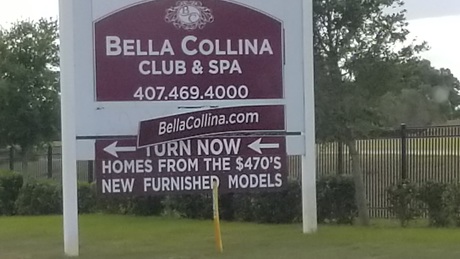 BELLA COLLINA
CLUB & SPA
407.469.4000
BellaCollina.com
TURN NOW
HOMES FROM THE $470'S
NEW FURNISHED MODELS